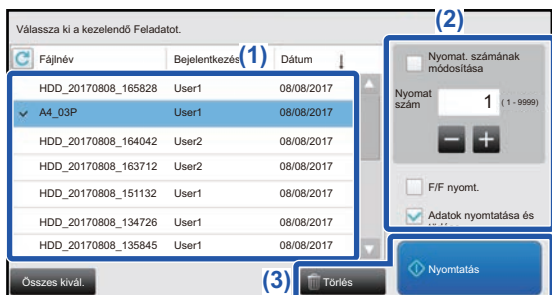 Válassza ki a kezelendő Feladatot.
(2)
Fájlnév Bejelentkezés Dátum
(1)
HDD_20170808_165828 User1 08/08/2017
A4_03P User1 08/08/2017
HDD_20170808_164042 User2 08/08/2017
HDD_20170808_163712 User2 08/08/2017
HDD_20170808_151132 User1 08/08/2017
HDD_20170808_134726 User1 08/08/2017
HDD_20170808_135845 User1 08/08/2017
Nyomat. számának
módosítása
Nyomat
szám
1 ( 1 - 9999)
F/F nyomt.
Adatok nyomtatása és
Összes kivál.
(3)
Törlés
Nyomtatás